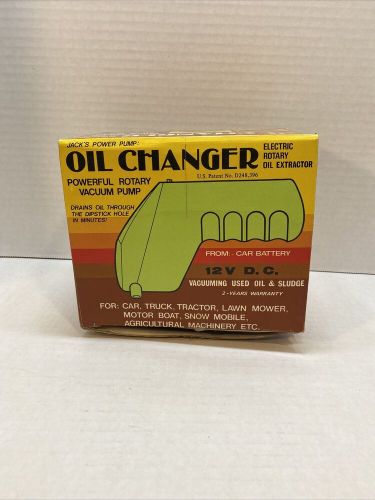 JACK'S POWER PUMP:
OIL CHANGER
ELECTRIC
ROTARY
OIL EXTRACTOR
U.S. Patent No. D248,396
POWERFUL ROTARY
VACUUM PUMP
DRAINS OIL THROUGH
THE DIPSTICK HOLE
IN MINUTES!
FROM: CAR BATTERY
12V D.C.
VACUUMING USED OIL & SLUDGE
2-YEARS WARRANTY
FOR: CAR, TRUCK, TRACTOR, LAWN MOWER,
MOTOR BOAT, SNOW MOBILE,
AGRICULTURAL MACHINERY ETC.